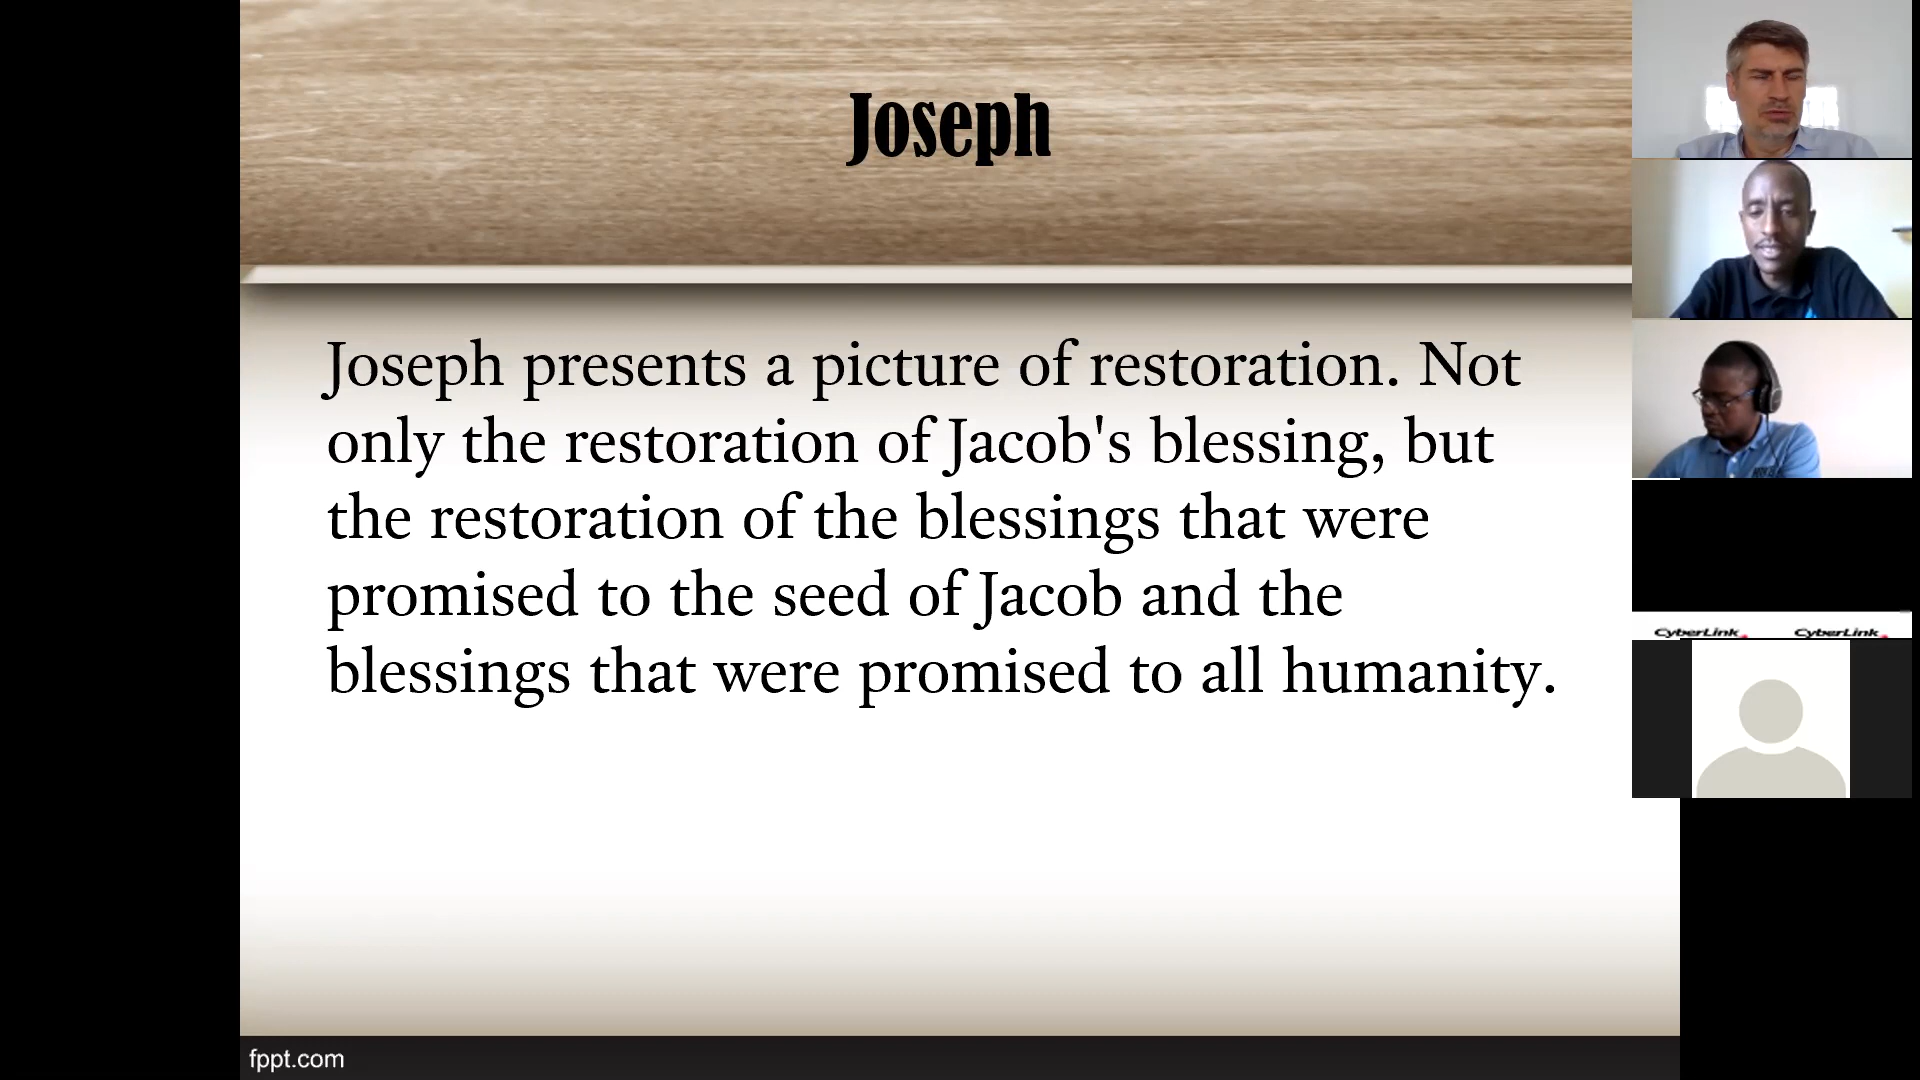 Joseph
Joseph presents a picture of restoration. Not
only the restoration of Jacob's blessing, but
the restoration of the blessings that were
promised to the seed of Jacob and the
blessings that were promised to all humanity.
CyberLink CyberLink
fppt.com